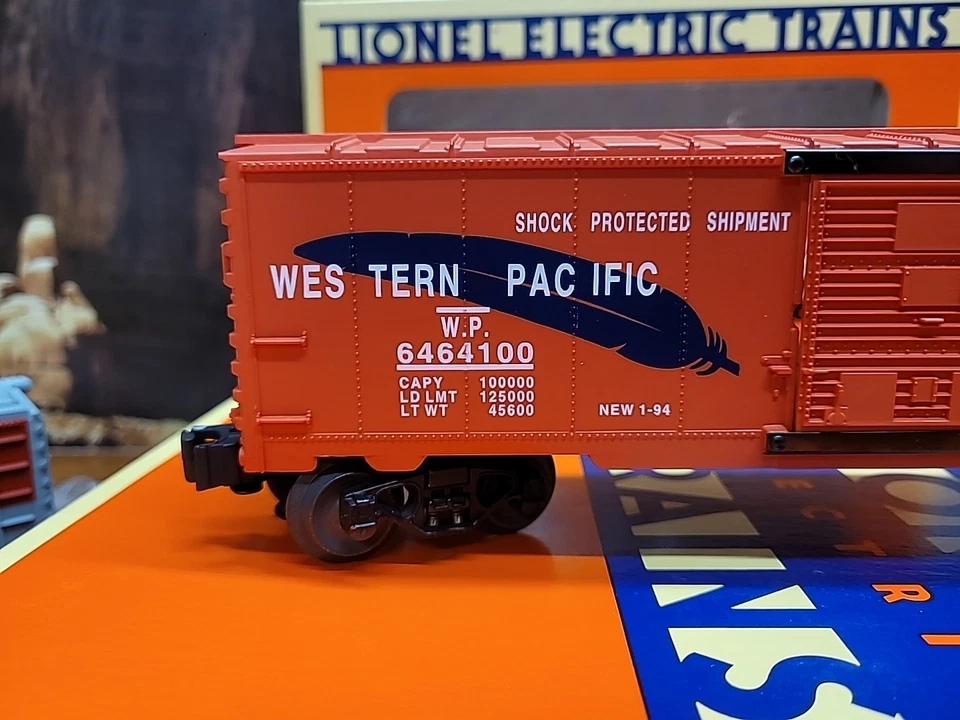 LIONEL ELECTRIC TRAINS
SHOCK PROTECTED SHIPMENT
WES TERN PAC IFIC
W.P.
6464100
CAPY 100000
LD LMT 125000
LT WT 45600
NEW 1-94